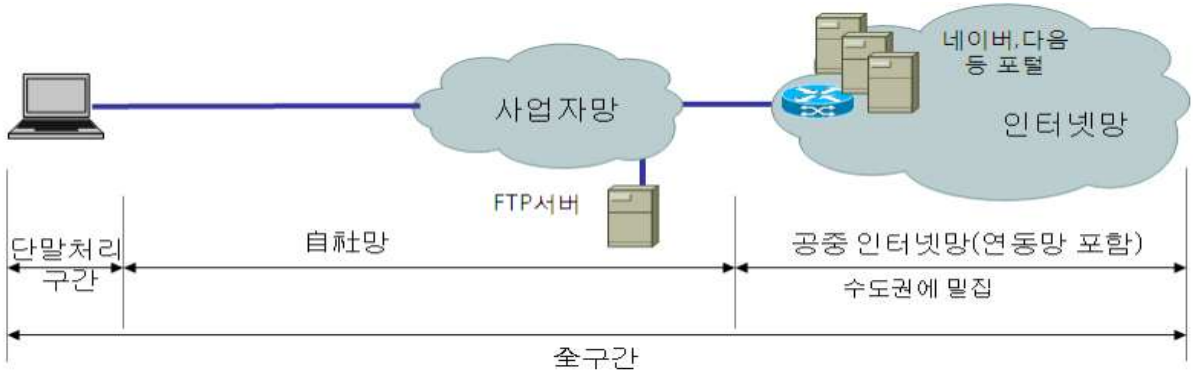 네이버,다음
등 포털
사업자망
인터넷망
FTP서버
단말처리
구간
自社망
공중 인터넷망(연동망 포함)
수도권에 밀집
全구간